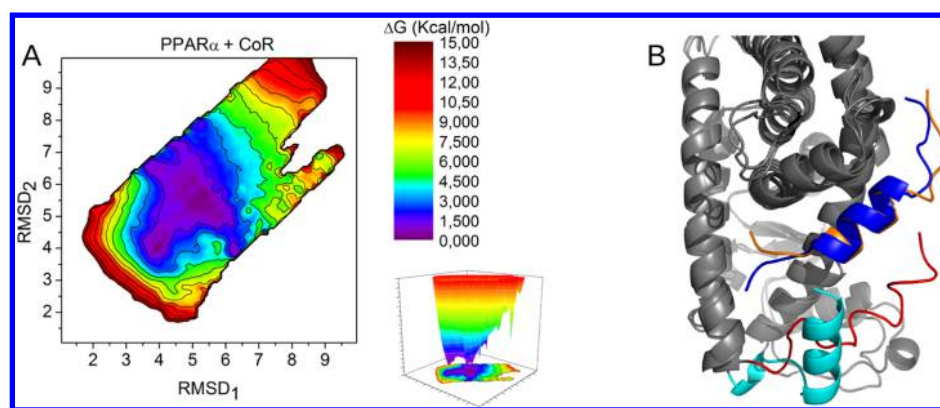 A
PPARα + CoR
RMSD2
9
8
7
6
5
4
3
2
2 3 4 5 6 7 8 9
RMSD1
ΔG (Kcal/mol)
15,00
13,50
12,00
10,50
9,000
7,500
6,000
4,500
3,000
1,500
0,000
B